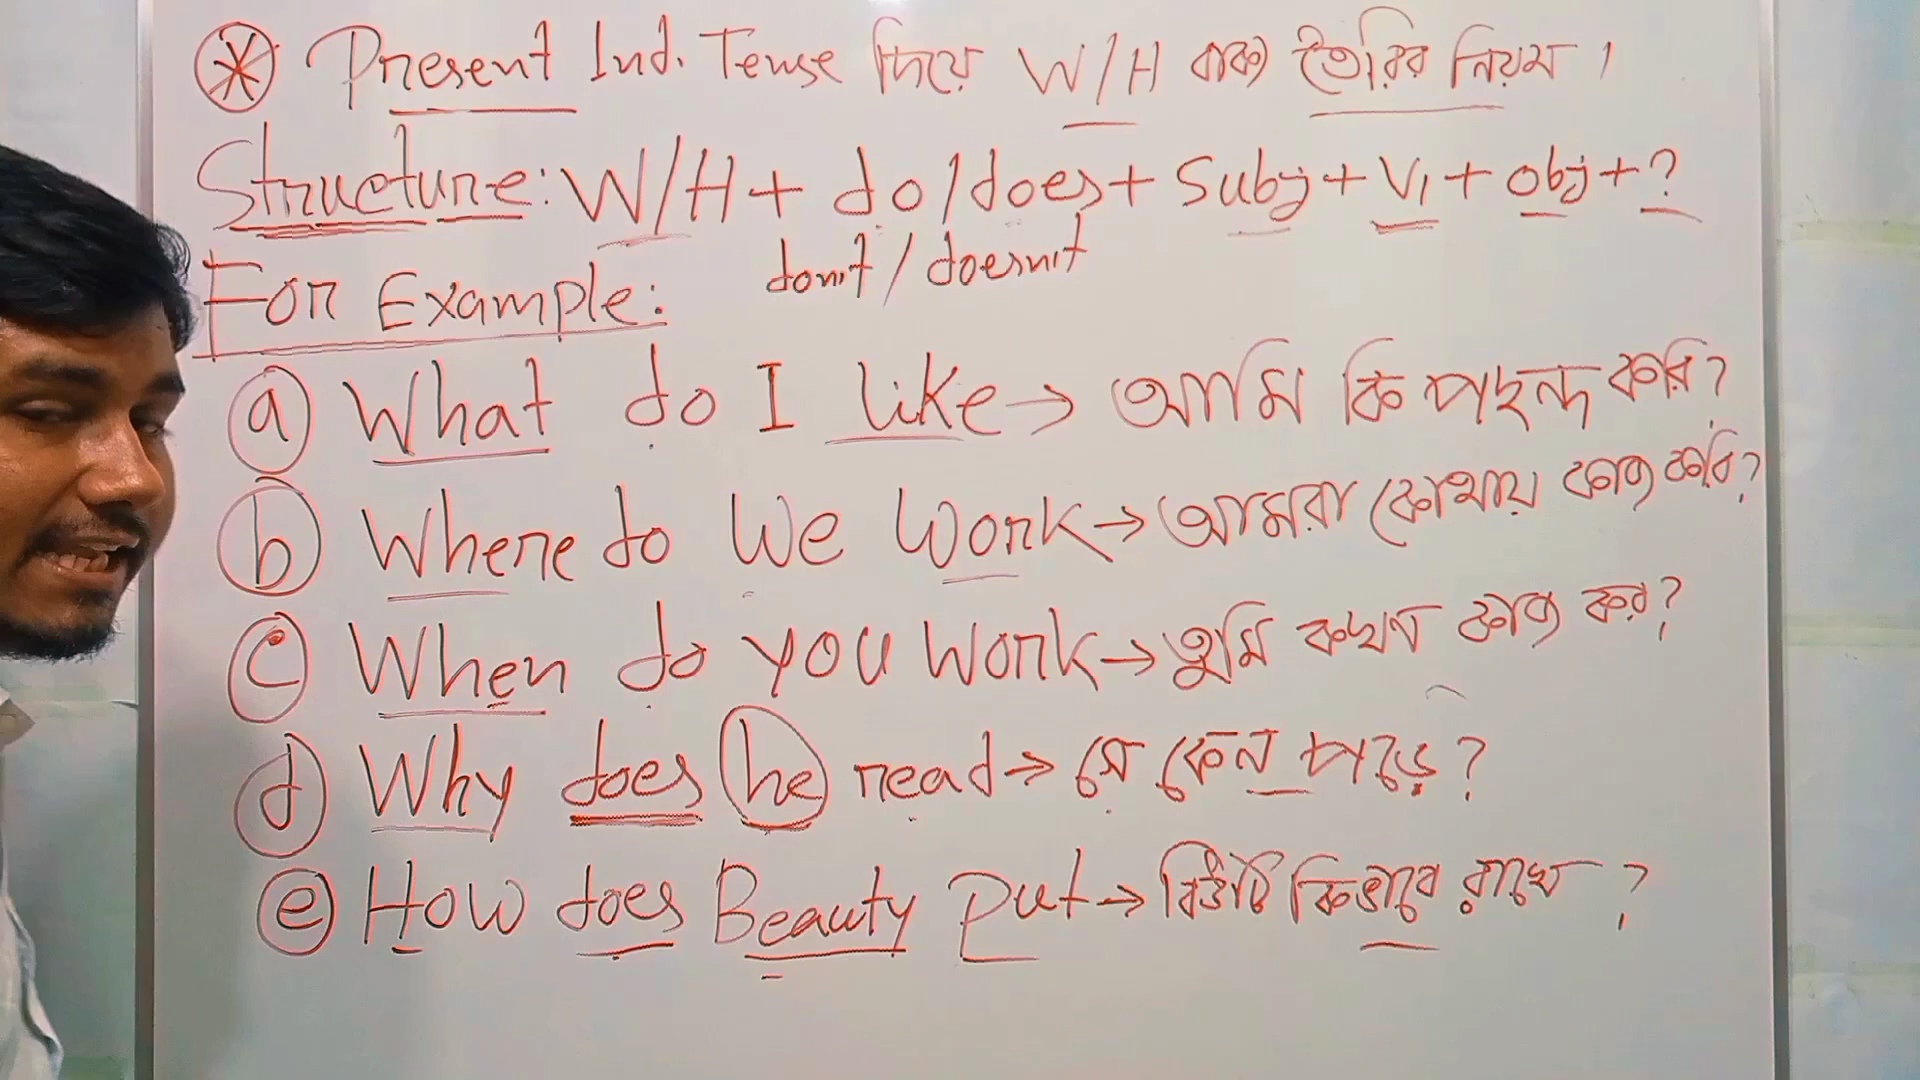 * Present Ind. Tense দিয়ে W/H বাক্য তৈরির নিয়ম।
Structure: W/H + do/does + Subj + V1 + obj + ?
don't / doesn't
For Example:
a What do I like → আমি কি পছন্দ করি?
b Where do We Work → আমরা কোথায় কাজ করি?
c When do you Work → তুমি কখন কাজ কর?
d Why does he read → সে কেন পড়ে?
e How does Beauty Put → বিউটি কিভাবে রাখে ?